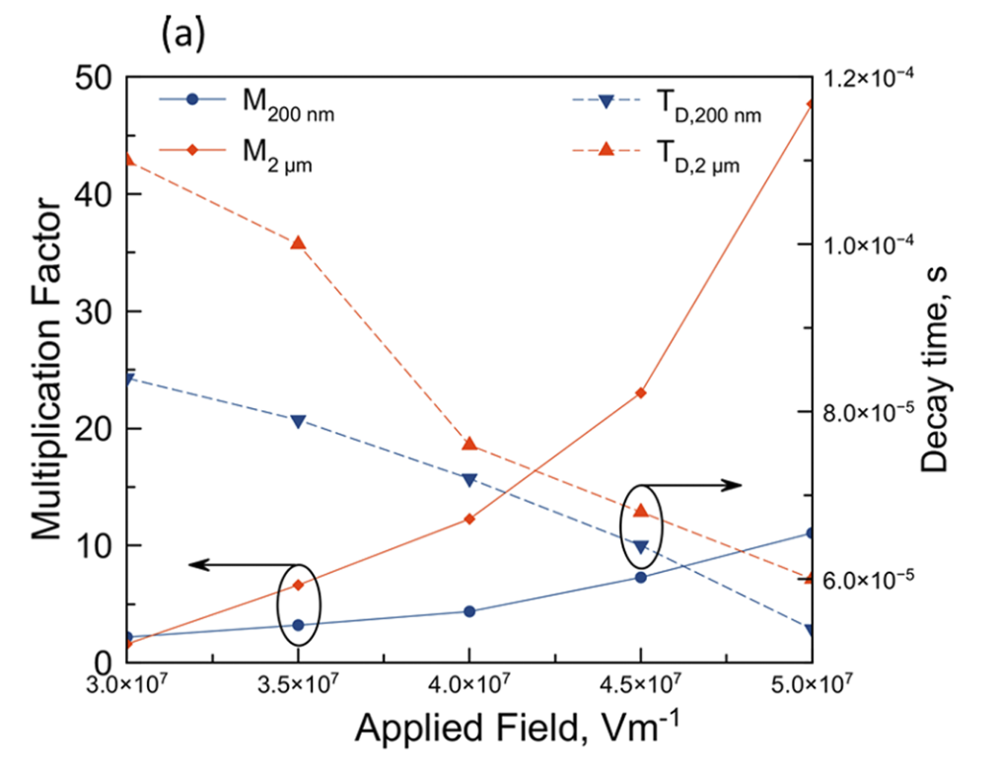 (a)
50
40
30
20
10
0
Multiplication Factor
M200 nm
M2 µm
TD,200 nm
TD,2 µm
1.2×10⁻⁴
1.0×10⁻⁴
8.0×10⁻⁵
6.0×10⁻⁵
Decay time, s
3.0×10⁷ 3.5×10⁷ 4.0×10⁷ 4.5×10⁷ 5.0×10⁷
Applied Field, Vm⁻¹